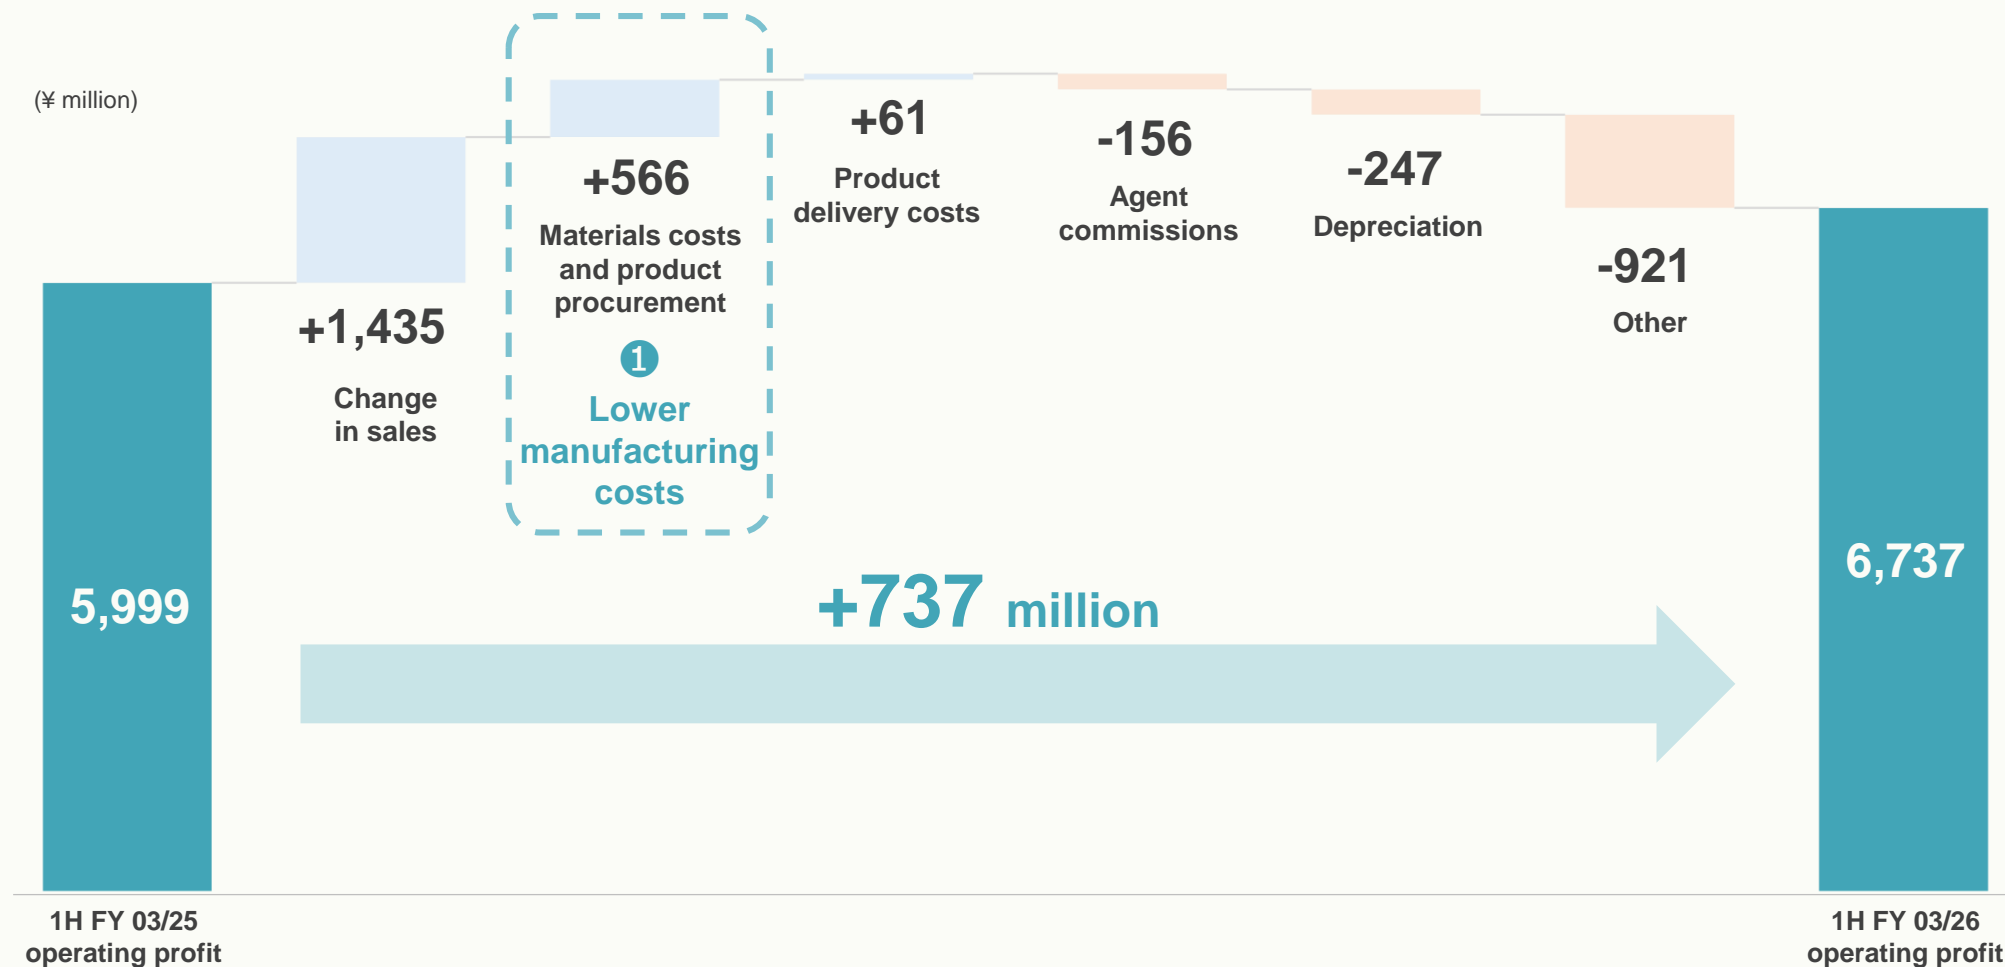 (¥ million)
5,999
1H FY 03/25
operating profit
+1,435
Change
in sales
+566
Materials costs
and product
procurement
❶
Lower
manufacturing
costs
+61
Product
delivery costs
-156
Agent
commissions
-247
Depreciation
-921
Other
+737 million
6,737
1H FY 03/26
operating profit